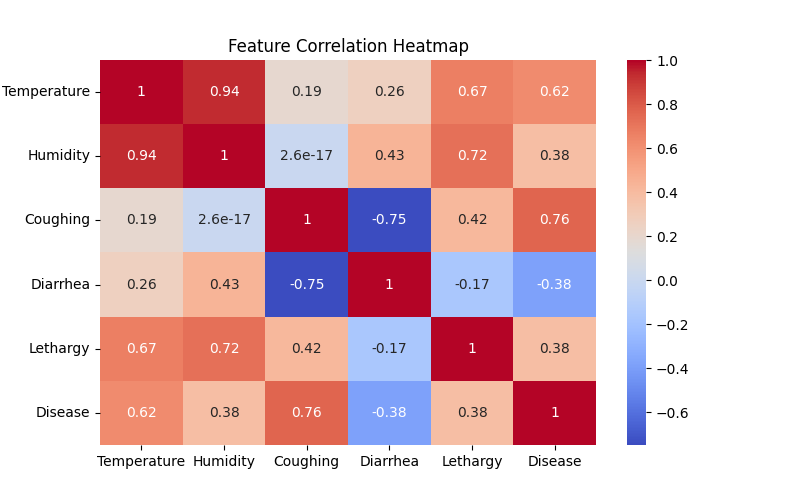 Feature Correlation Heatmap
Temperature 1 0.94 0.19 0.26 0.67 0.62
Humidity 0.94 1 2.6e-17 0.43 0.72 0.38
Coughing 0.19 2.6e-17 1 -0.75 0.42 0.76
Diarrhea 0.26 0.43 -0.75 1 -0.17 -0.38
Lethargy 0.67 0.72 0.42 -0.17 1 0.38
Disease 0.62 0.38 0.76 -0.38 0.38 1
Temperature Humidity Coughing Diarrhea Lethargy Disease
1.0
0.8
0.6
0.4
0.2
0.0
−0.2
−0.4
−0.6